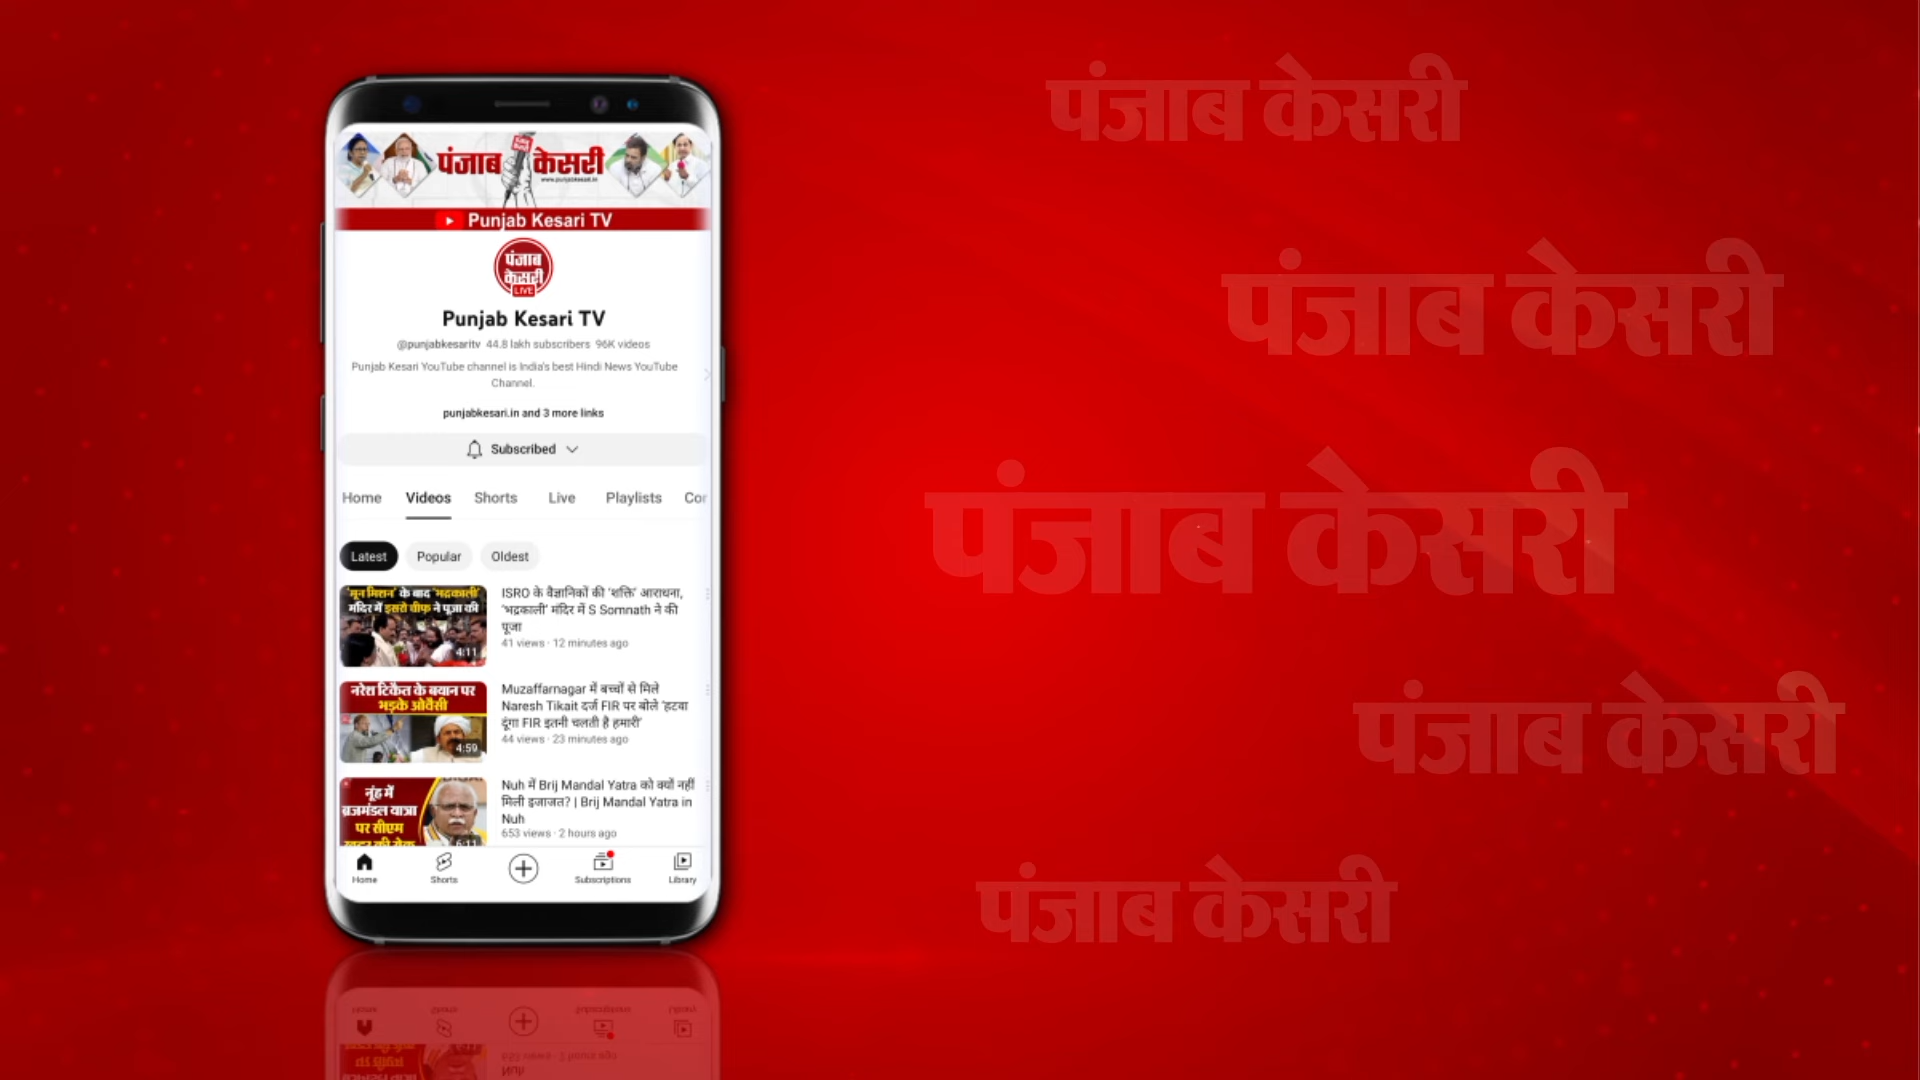 पंजाब केसरी
www.punjabkesari.in
Punjab Kesari TV
पंजाब
केसरी
LIVE
Punjab Kesari TV
@punjabkesaritv 44.8 lakh subscribers 96K videos
Punjab Kesari YouTube channel is India's best Hindi News YouTube
Channel.
punjabkesari.in and 3 more links
Subscribed
Home Videos Shorts Live Playlists Cor
Latest Popular Oldest
'मून मिशन' के बाद 'भद्रकाली'
मंदिर में इसरो चीफ ने पूजा की
4:11
ISRO के वैज्ञानिकों की 'शक्ति' आराधना,
'भद्रकाली' मंदिर में S Somnath ने की
पूजा
41 views · 12 minutes ago
नरेश टिकैत के बयान पर
भड़के ओवैसी
4:59
Muzaffarnagar में बच्चों से मिले
Naresh Tikait दर्ज FIR पर बोले 'हटवा
दूंगा FIR इतनी चलती है हमारी'
44 views · 23 minutes ago
नूंह में
ब्रजमंडल यात्रा
पर सीएम
6:11
Nuh में Brij Mandal Yatra को क्यों नहीं
मिली इजाजत? | Brij Mandal Yatra in
Nuh
653 views · 2 hours ago
Home Shorts Subscriptions Library
पंजाब केसरी
पंजाब केसरी
पंजाब केसरी
पंजाब केसरी
पंजाब केसरी